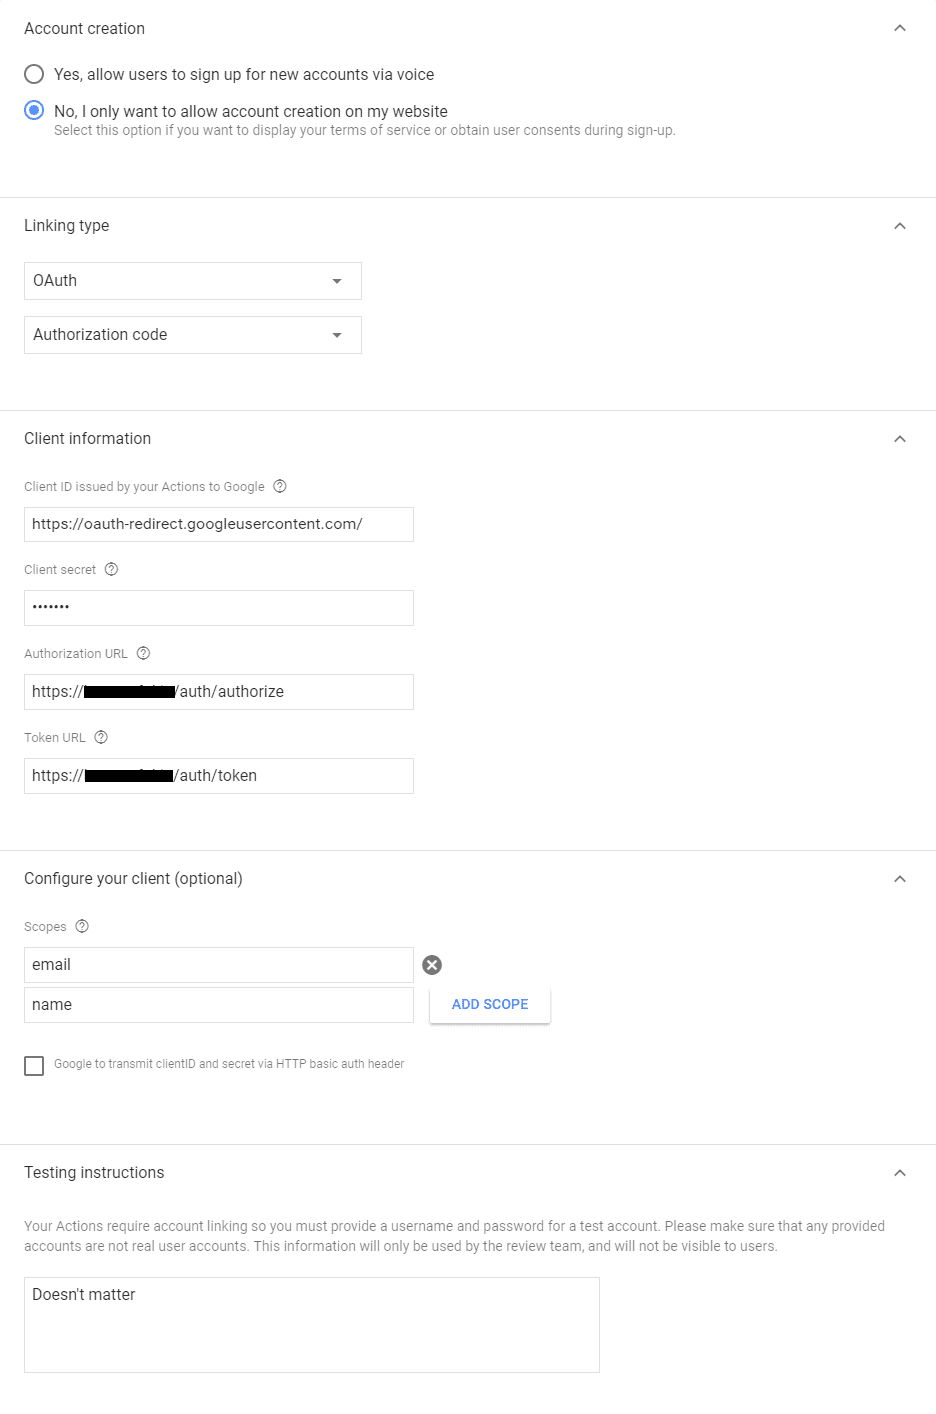 Account creation
Yes, allow users to sign up for new accounts via voice
No, I only want to allow account creation on my website
Select this option if you want to display your terms of service or obtain user consents during sign-up.
Linking type
OAuth
Authorization code
Client information
Client ID issued by your Actions to Google
https://oauth-redirect.googleusercontent.com/
Client secret
•••••••
Authorization URL
https:// /auth/authorize
Token URL
https:// /auth/token
Configure your client (optional)
Scopes
email
name
ADD SCOPE
Google to transmit clientID and secret via HTTP basic auth header
Testing instructions
Your Actions require account linking so you must provide a username and password for a test account. Please make sure that any provided
accounts are not real user accounts. This information will only be used by the review team, and will not be visible to users.
Doesn't matter